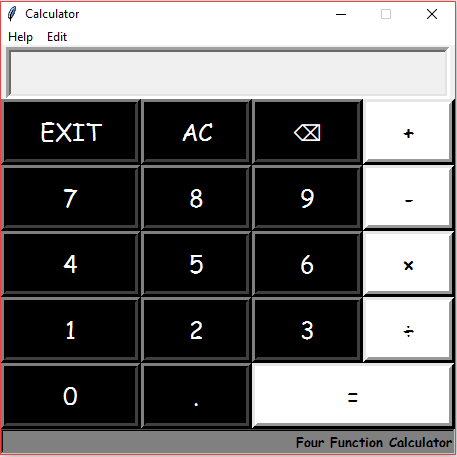 Calculator
Help Edit
EXIT AC ⌫ +
7 8 9 -
4 5 6 ×
1 2 3 ÷
0 . =
Four Function Calculator